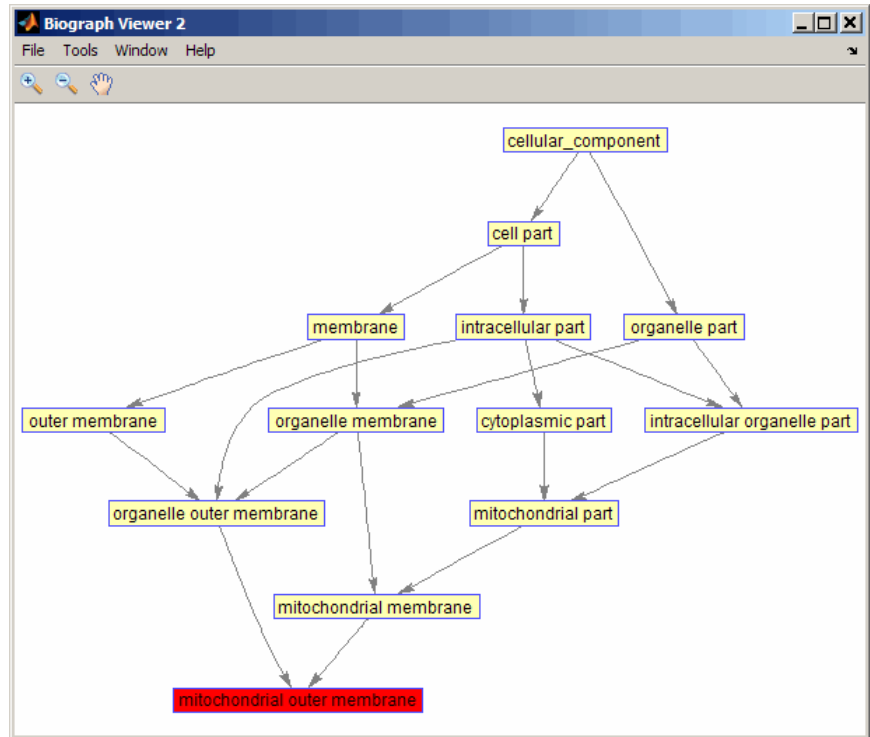 Biograph Viewer 2
File Tools Window Help
cellular_component
cell part
membrane intracellular part organelle part
outer membrane organelle membrane cytoplasmic part intracellular organelle part
organelle outer membrane mitochondrial part
mitochondrial membrane
mitochondrial outer membrane